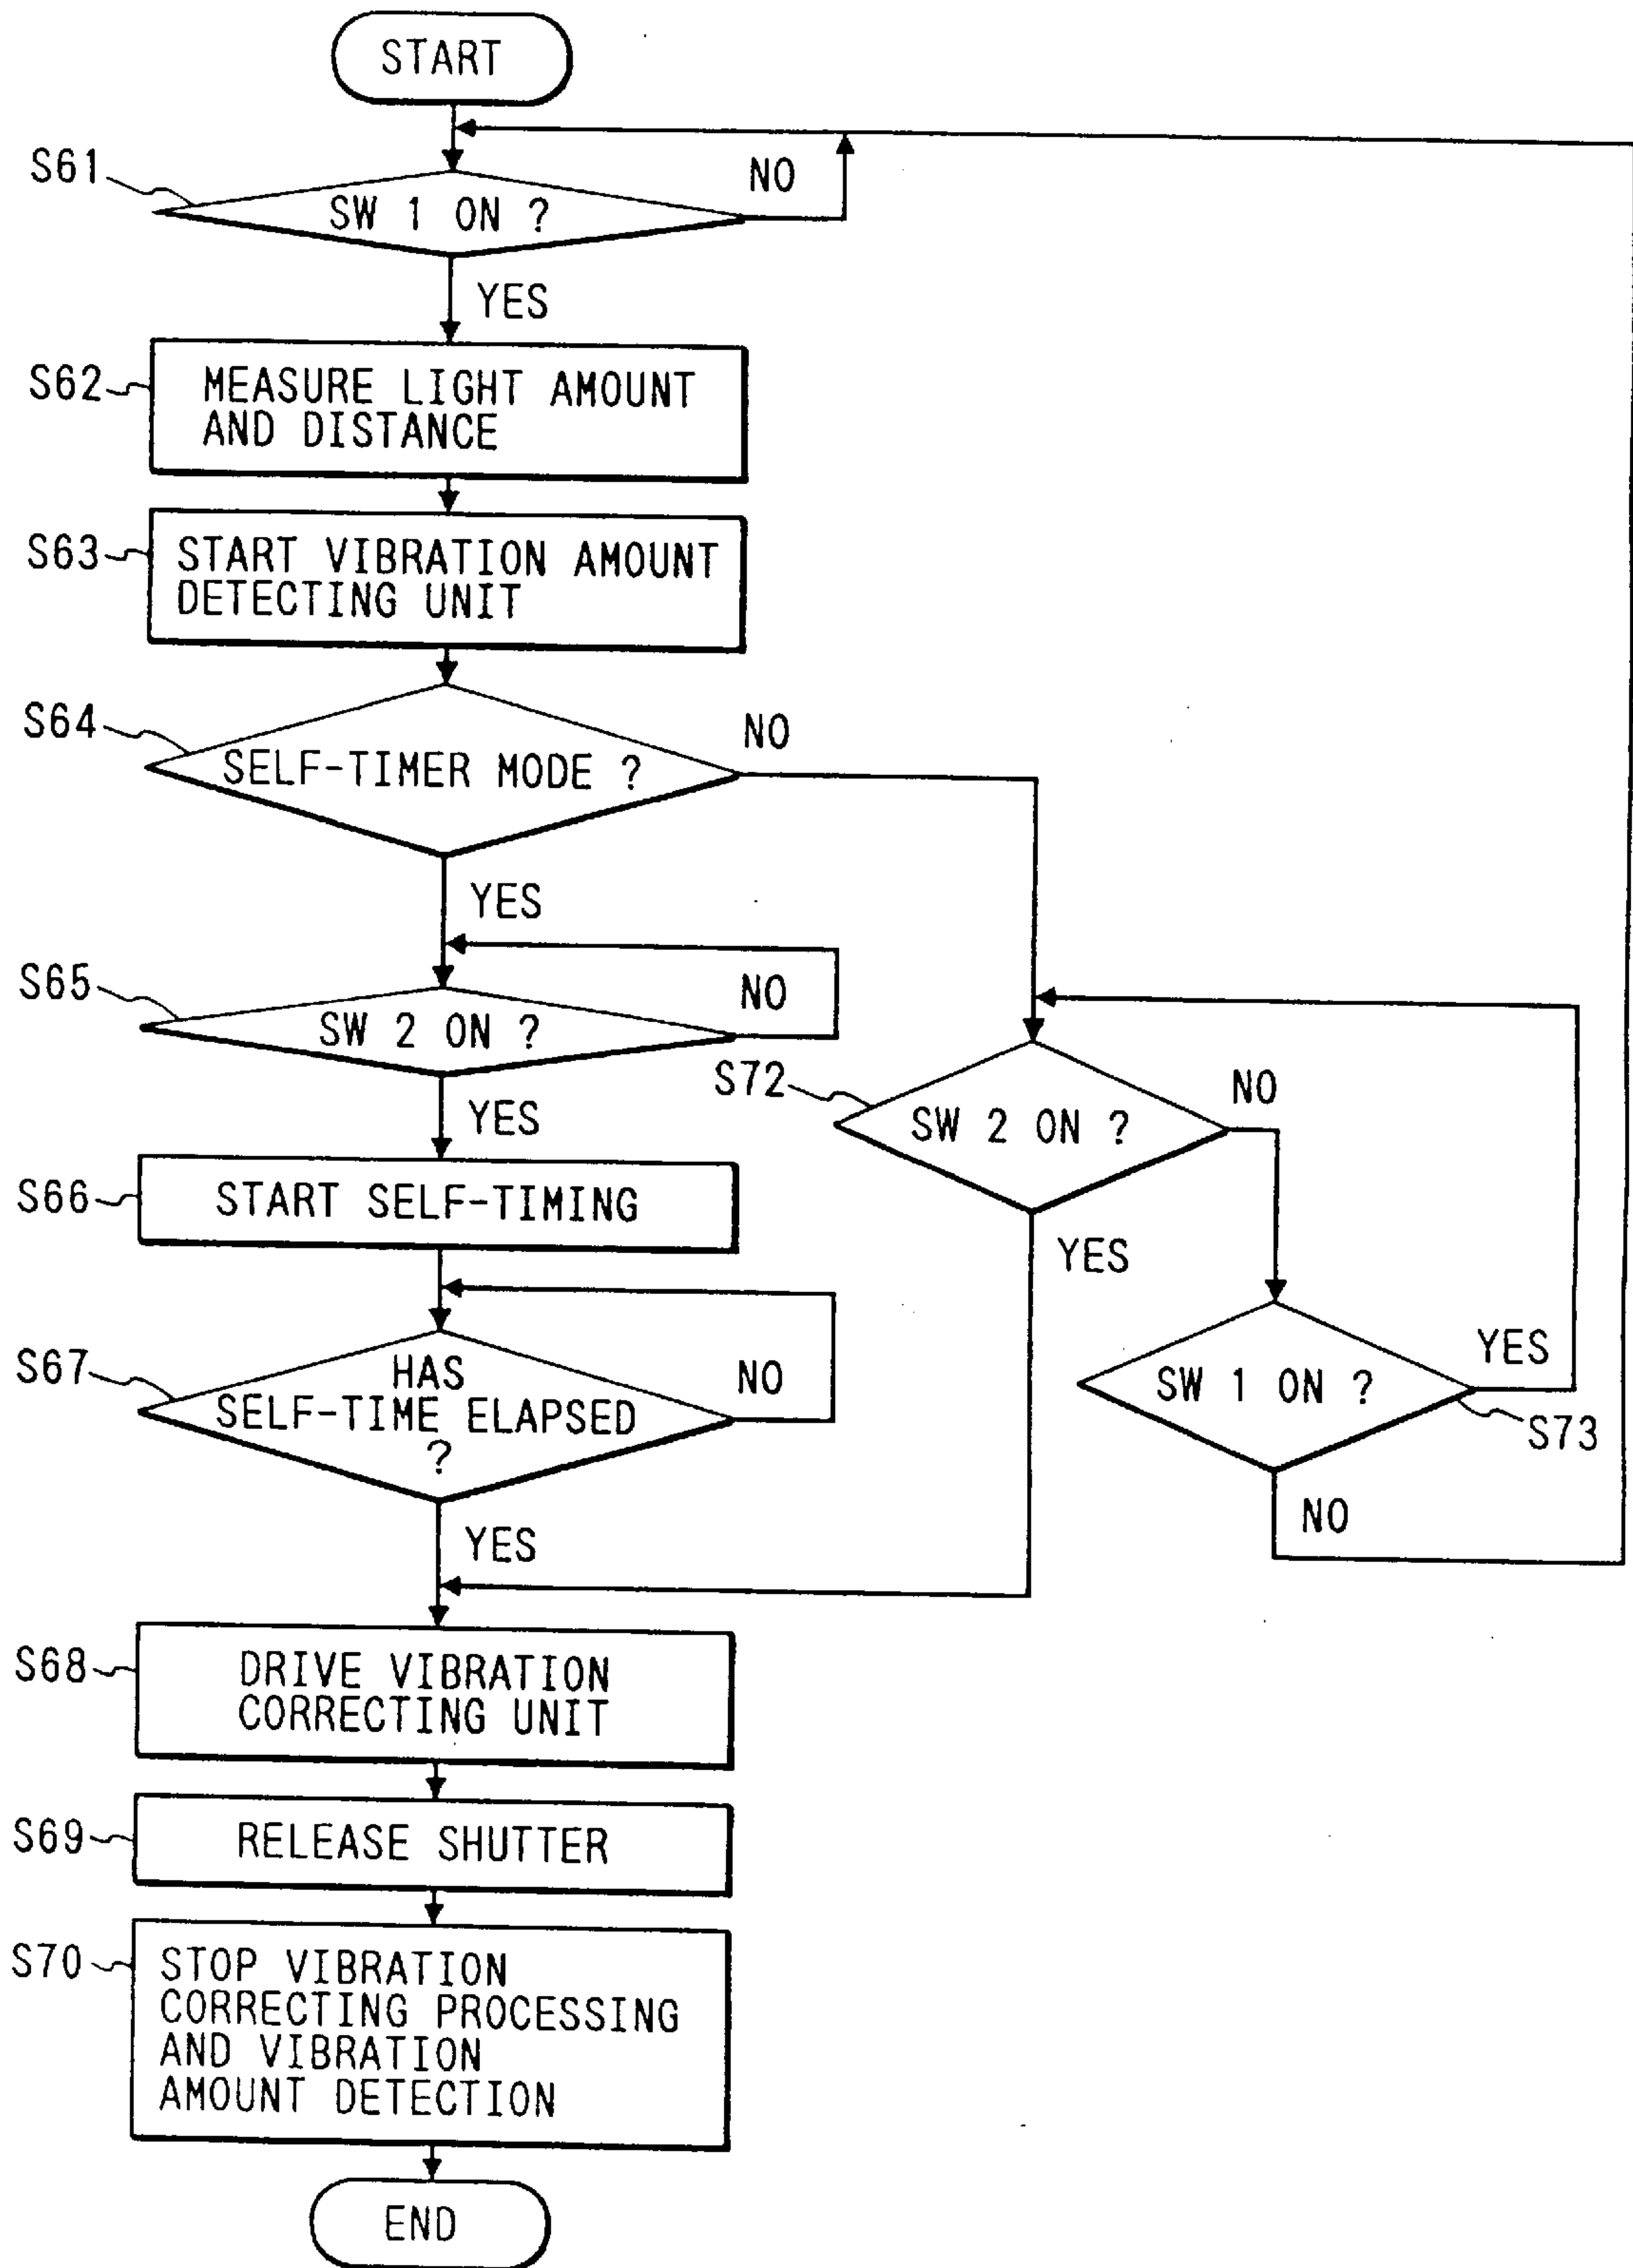 START
S61
SW 1 ON ?
NO
YES
S62
MEASURE LIGHT AMOUNT
AND DISTANCE
S63
START VIBRATION AMOUNT
DETECTING UNIT
S64
SELF-TIMER MODE ?
NO
YES
S65
SW 2 ON ?
NO
YES
S72
SW 2 ON ?
NO
YES
S66
START SELF-TIMING
S67
HAS
SELF-TIME ELAPSED
?
NO
YES
SW 1 ON ?
YES
S73
NO
S68
DRIVE VIBRATION
CORRECTING UNIT
S69
RELEASE SHUTTER
S70
STOP VIBRATION
CORRECTING PROCESSING
AND VIBRATION
AMOUNT DETECTION
END